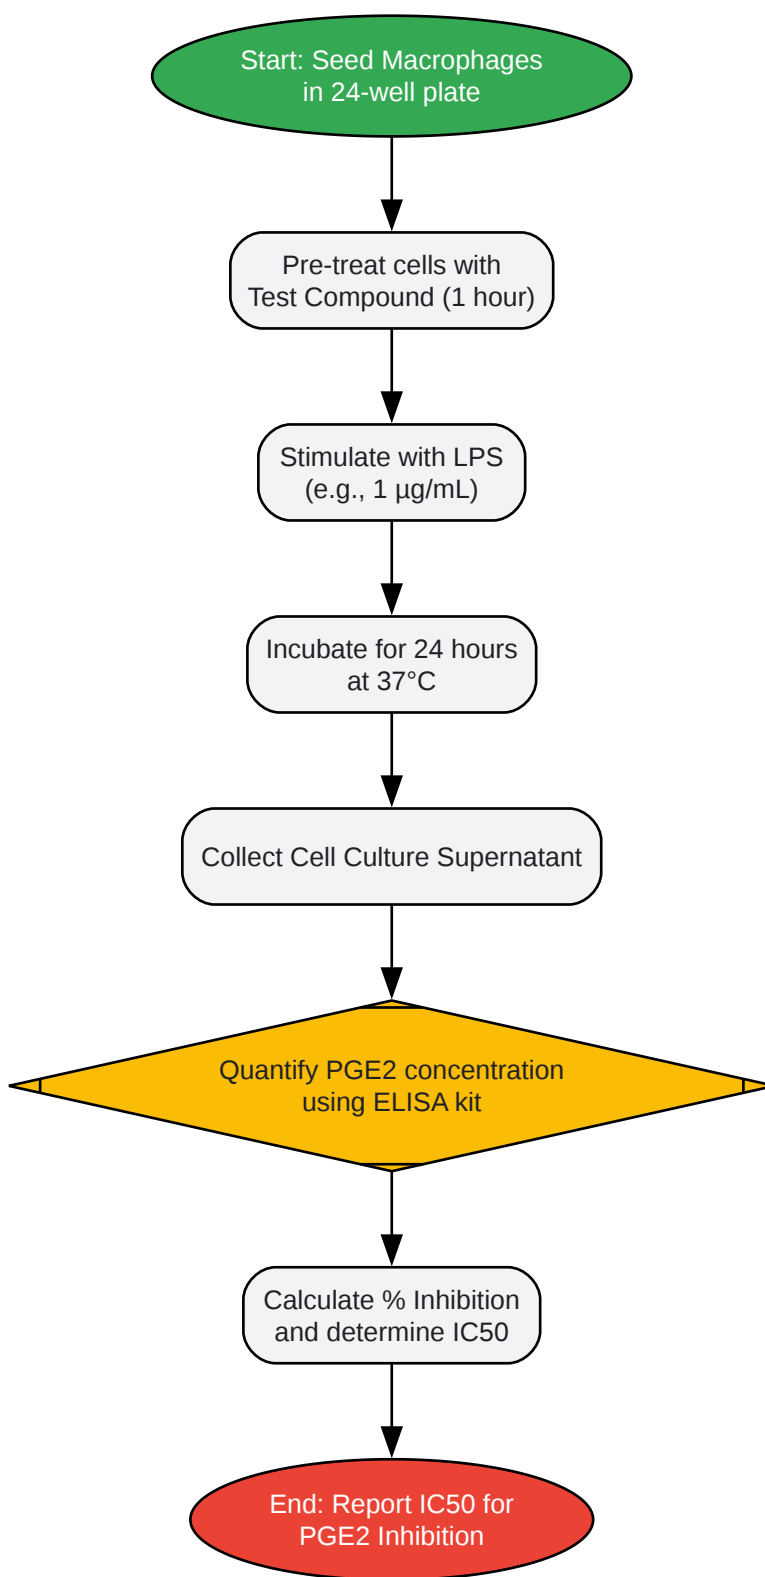 Start: Seed Macrophages
in 24-well plate
Pre-treat cells with
Test Compound (1 hour)
Stimulate with LPS
(e.g., 1 µg/mL)
Incubate for 24 hours
at 37°C
Collect Cell Culture Supernatant
Quantify PGE2 concentration
using ELISA kit
Calculate % Inhibition
and determine IC50
End: Report IC50 for
PGE2 Inhibition